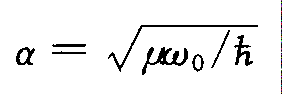 α = √μω₀/ħ